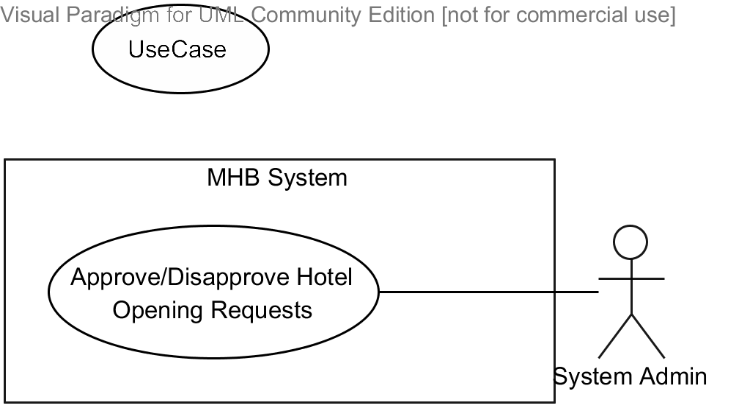 Visual Paradigm for UML Community Edition [not for commercial use]
UseCase
MHB System
Approve/Disapprove Hotel
Opening Requests
System Admin